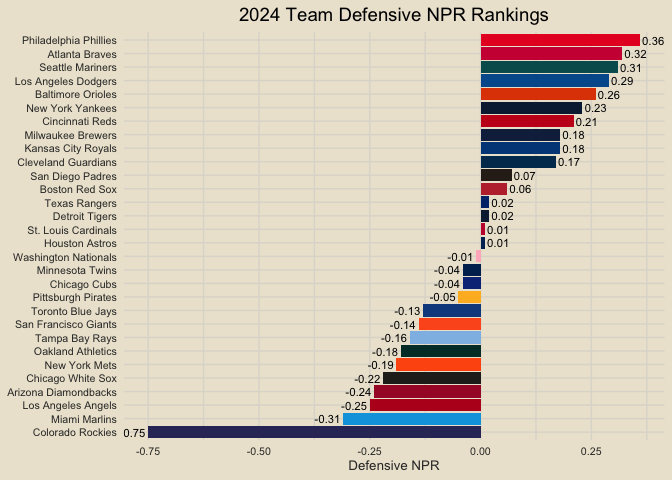 2024 Team Defensive NPR Rankings
Philadelphia Phillies 0.36
Atlanta Braves 0.32
Seattle Mariners 0.31
Los Angeles Dodgers 0.29
Baltimore Orioles 0.26
New York Yankees 0.23
Cincinnati Reds 0.21
Milwaukee Brewers 0.18
Kansas City Royals 0.18
Cleveland Guardians 0.17
San Diego Padres 0.07
Boston Red Sox 0.06
Texas Rangers 0.02
Detroit Tigers 0.02
St. Louis Cardinals 0.01
Houston Astros 0.01
Washington Nationals -0.01
Minnesota Twins -0.04
Chicago Cubs -0.04
Pittsburgh Pirates -0.05
Toronto Blue Jays -0.13
San Francisco Giants -0.14
Tampa Bay Rays -0.16
Oakland Athletics -0.18
New York Mets -0.19
Chicago White Sox -0.22
Arizona Diamondbacks -0.24
Los Angeles Angels -0.25
Miami Marlins -0.31
Colorado Rockies 0.75
-0.75 -0.50 -0.25 0.00 0.25
Defensive NPR